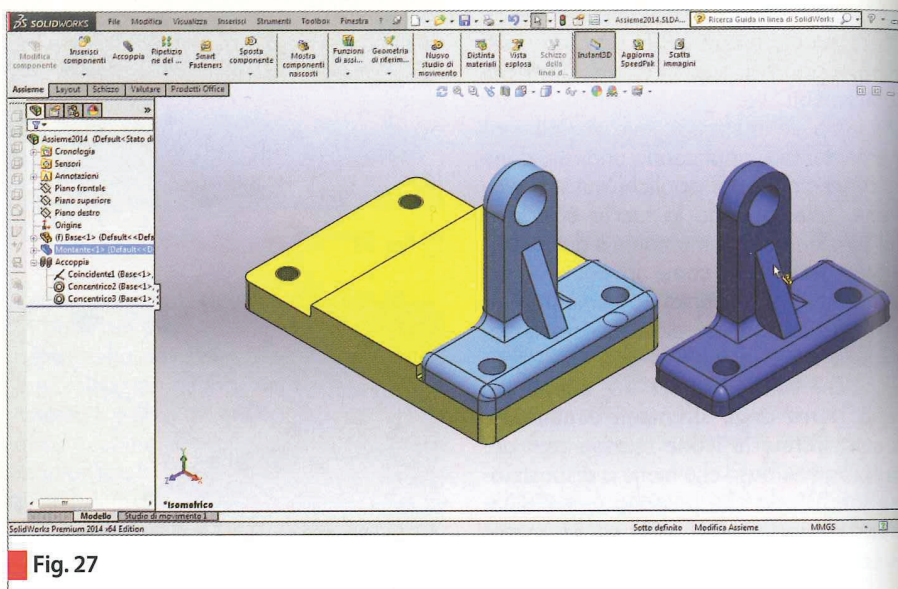 SOLIDWORKS File Modifica Visualizza Inserisci Strumenti Toolbox Finestra ? Assieme2014.SLDA... Ricerca Guida in linea di SolidWorks
Modifica componente
Inserisci componenti
Accoppia
Ripetizio ne del ...
Smart Fasteners
Sposta componente
Mostra componenti nascosti
Funzioni di assi...
Geometria di riferim...
Nuovo studio di movimento
Distinta materiali
Vista esplosa
Schizzo della linea d...
Instant3D
Aggiorna SpeedPak
Scatta immagini
Assieme Layout Schizzo Valutare Prodotti Office
Assieme2014 (Default<Stato di
Cronologia
Sensori
Annotazioni
Piano frontale
Piano superiore
Piano destro
Origine
(f) Base<1> (Default<<Defa
Montante<1> (Default<<D
Accoppia
Coincidente1 (Base<1>,
Concentrico2 (Base<1>,
Concentrico3 (Base<1>,
Y
Z X
*Isometrico
Modello Studio di movimento 1
SolidWorks Premium 2014 x64 Edition Sotto definito Modifica Assieme MMGS
Fig. 27